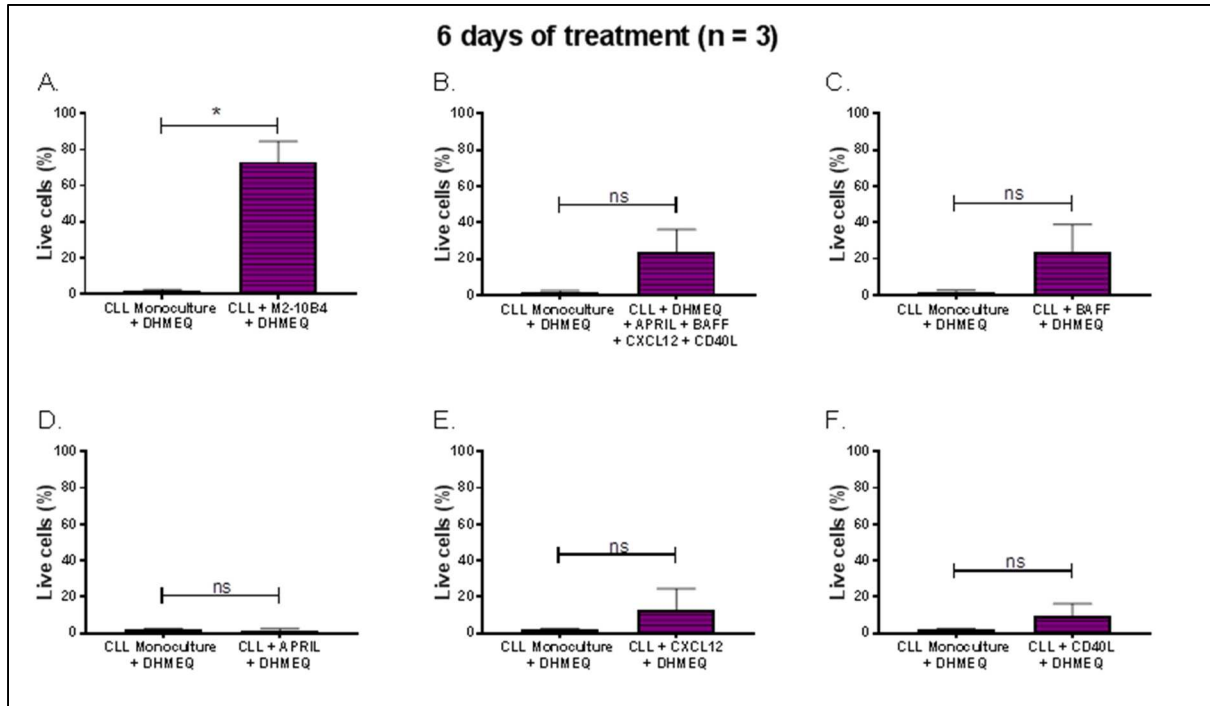 6 days of treatment (n = 3)
A.
Live cells (%)
100
80
60
40
20
0
*
CLL Monoculture
+ DHMEQ
CLL + M2-10B4
+ DHMEQ
B.
Live cells (%)
100
80
60
40
20
0
ns
CLL Monoculture
+ DHMEQ
CLL + DHMEQ
+ APRIL + BAFF
+ CXCL12 + CD40L
C.
Live cells (%)
100
80
60
40
20
0
ns
CLL Monoculture
+ DHMEQ
CLL + BAFF
+ DHMEQ
D.
Live cells (%)
100
80
60
40
20
0
ns
CLL Monoculture
+ DHMEQ
CLL + APRIL
+ DHMEQ
E.
Live cells (%)
100
80
60
40
20
0
ns
CLL Monoculture
+ DHMEQ
CLL + CXCL12
+ DHMEQ
F.
Live cells (%)
100
80
60
40
20
0
ns
CLL Monoculture
+ DHMEQ
CLL + CD40L
+ DHMEQ